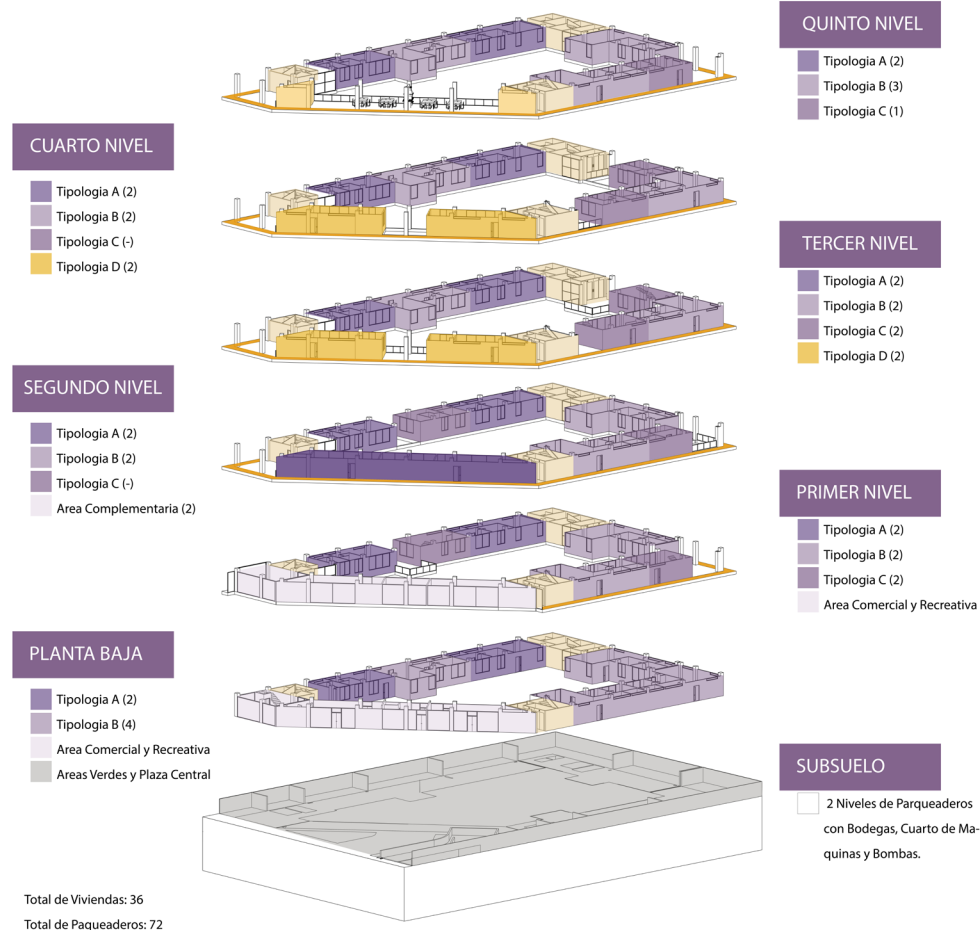 QUINTO NIVEL
Tipologia A (2)
Tipologia B (3)
Tipologia C (1)
CUARTO NIVEL
Tipologia A (2)
Tipologia B (2)
Tipologia C (-)
Tipologia D (2)
TERCER NIVEL
Tipologia A (2)
Tipologia B (2)
Tipologia C (2)
Tipologia D (2)
SEGUNDO NIVEL
Tipologia A (2)
Tipologia B (2)
Tipologia C (-)
Area Complementaria (2)
PRIMER NIVEL
Tipologia A (2)
Tipologia B (2)
Tipologia C (2)
Area Comercial y Recreativa
PLANTA BAJA
Tipologia A (2)
Tipologia B (4)
Area Comercial y Recreativa
Areas Verdes y Plaza Central
SUBSUELO
2 Niveles de Parqueaderos
con Bodegas, Cuarto de Ma-
quinas y Bombas.
Total de Viviendas: 36
Total de Paqueaderos: 72